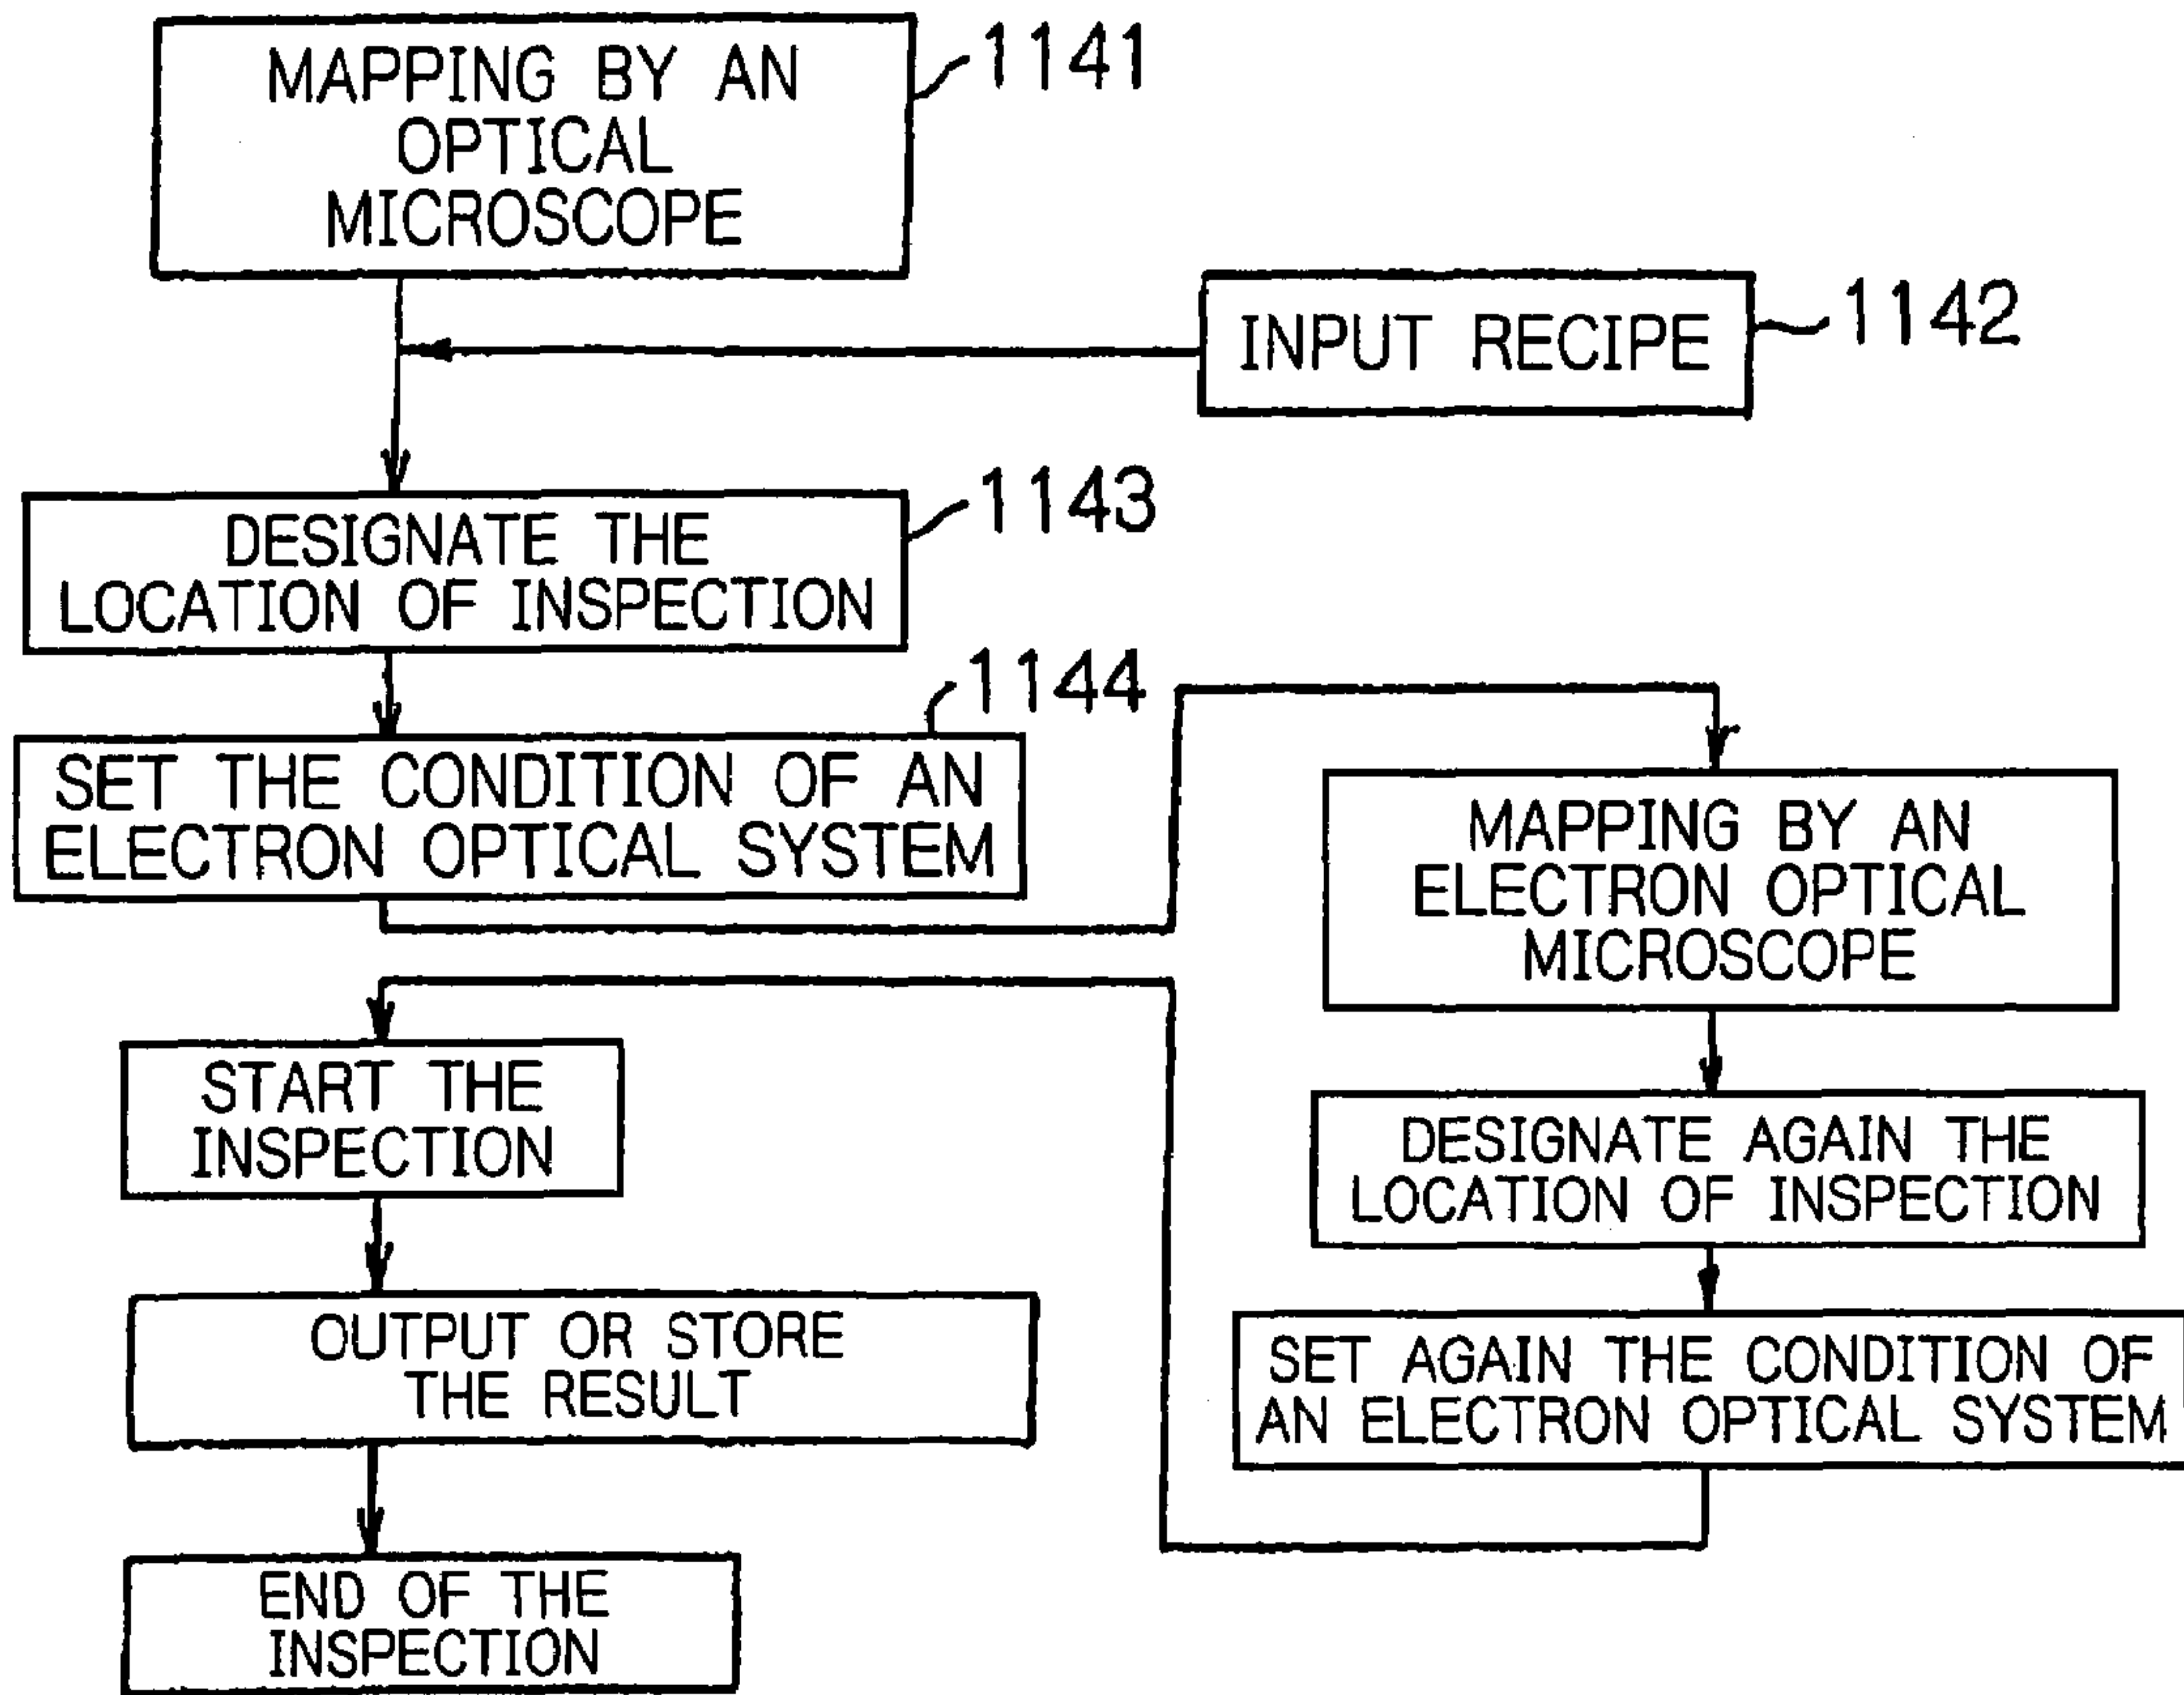 MAPPING BY AN
OPTICAL
MICROSCOPE
1141
INPUT RECIPE
1142
DESIGNATE THE
LOCATION OF INSPECTION
1143
SET THE CONDITION OF AN
ELECTRON OPTICAL SYSTEM
1144
MAPPING BY AN
ELECTRON OPTICAL
MICROSCOPE
DESIGNATE AGAIN THE
LOCATION OF INSPECTION
SET AGAIN THE CONDITION OF
AN ELECTRON OPTICAL SYSTEM
START THE
INSPECTION
OUTPUT OR STORE
THE RESULT
END OF THE
INSPECTION